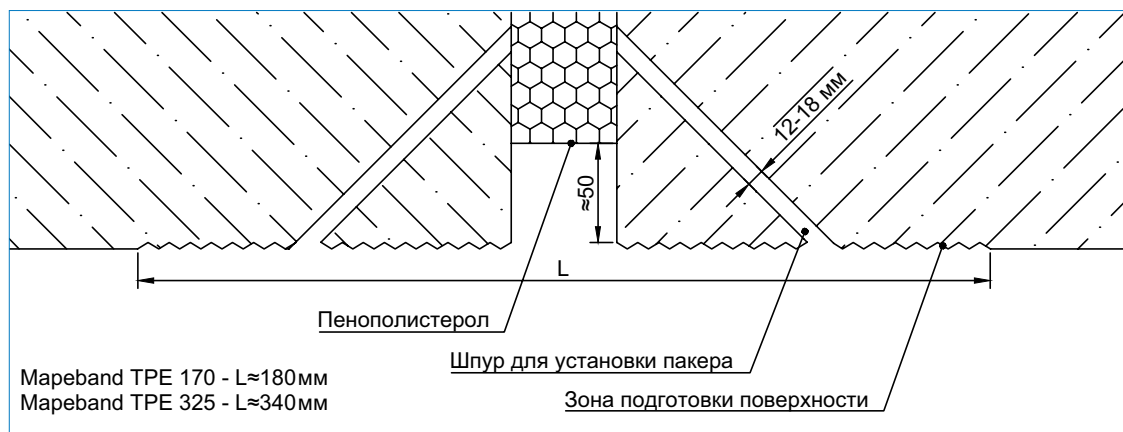 12-18 мм
≈50
L
Пенополистерол
Шпур для установки пакера
Mapeband TPE 170 - L≈180мм
Mapeband TPE 325 - L≈340мм
Зона подготовки поверхности